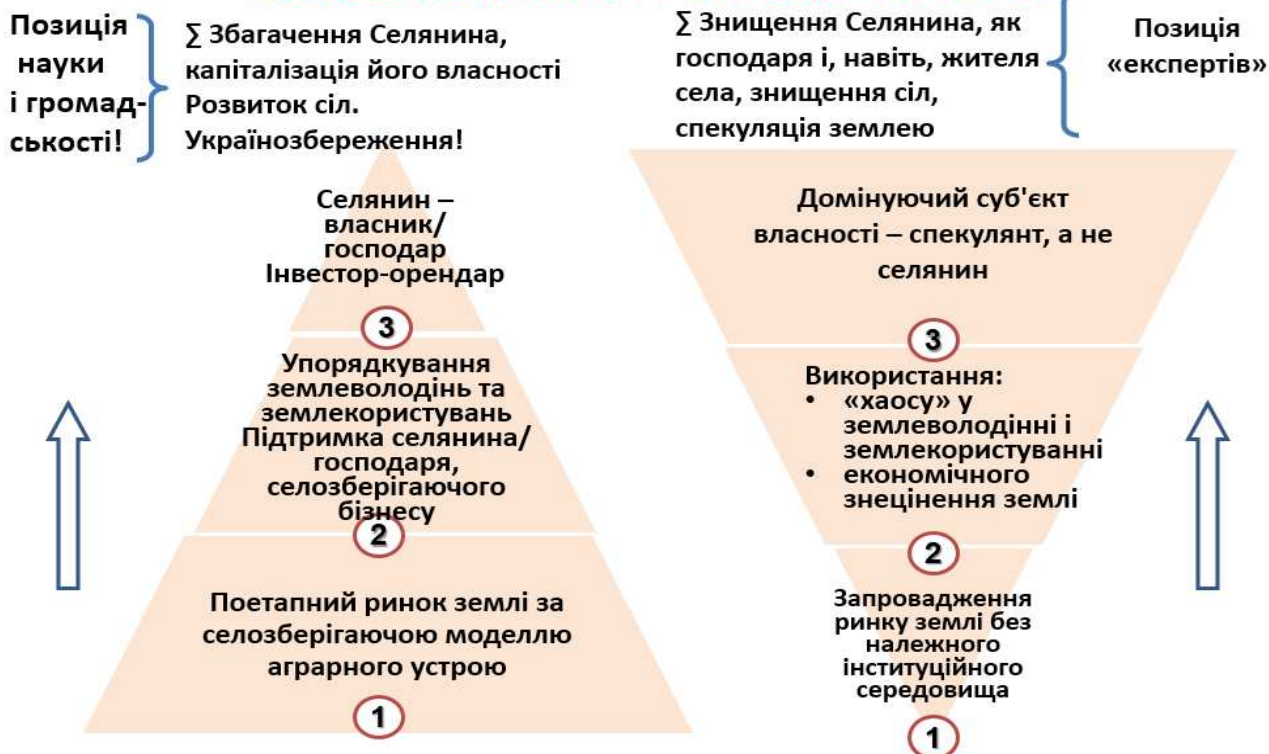 Позиція
науки
і громад-
ськості!
∑ Збагачення Селянина,
капіталізація його власності
Розвиток сіл.
Українозбереження!
∑ Знищення Селянина, як
господаря і, навіть, жителя
села, знищення сіл,
спекуляція землею
Позиція
«експертів»
Селянин –
власник/
господар
Інвестор-орендар
3
Упорядкування
землеволодінь та
землекористувань
Підтримка селянина/
господаря,
селозберігаючого
бізнесу
2
Поетапний ринок землі за
селозберігаючою моделлю
аграрного устрою
1
Домінуючий суб'єкт
власності – спекулянт, а не
селянин
3
Використання:
• «хаосу» у
землеволодінні і
землекористуванні
• економічного
знецінення землі
2
Запровадження
ринку землі без
належного
інституційного
середовища
1